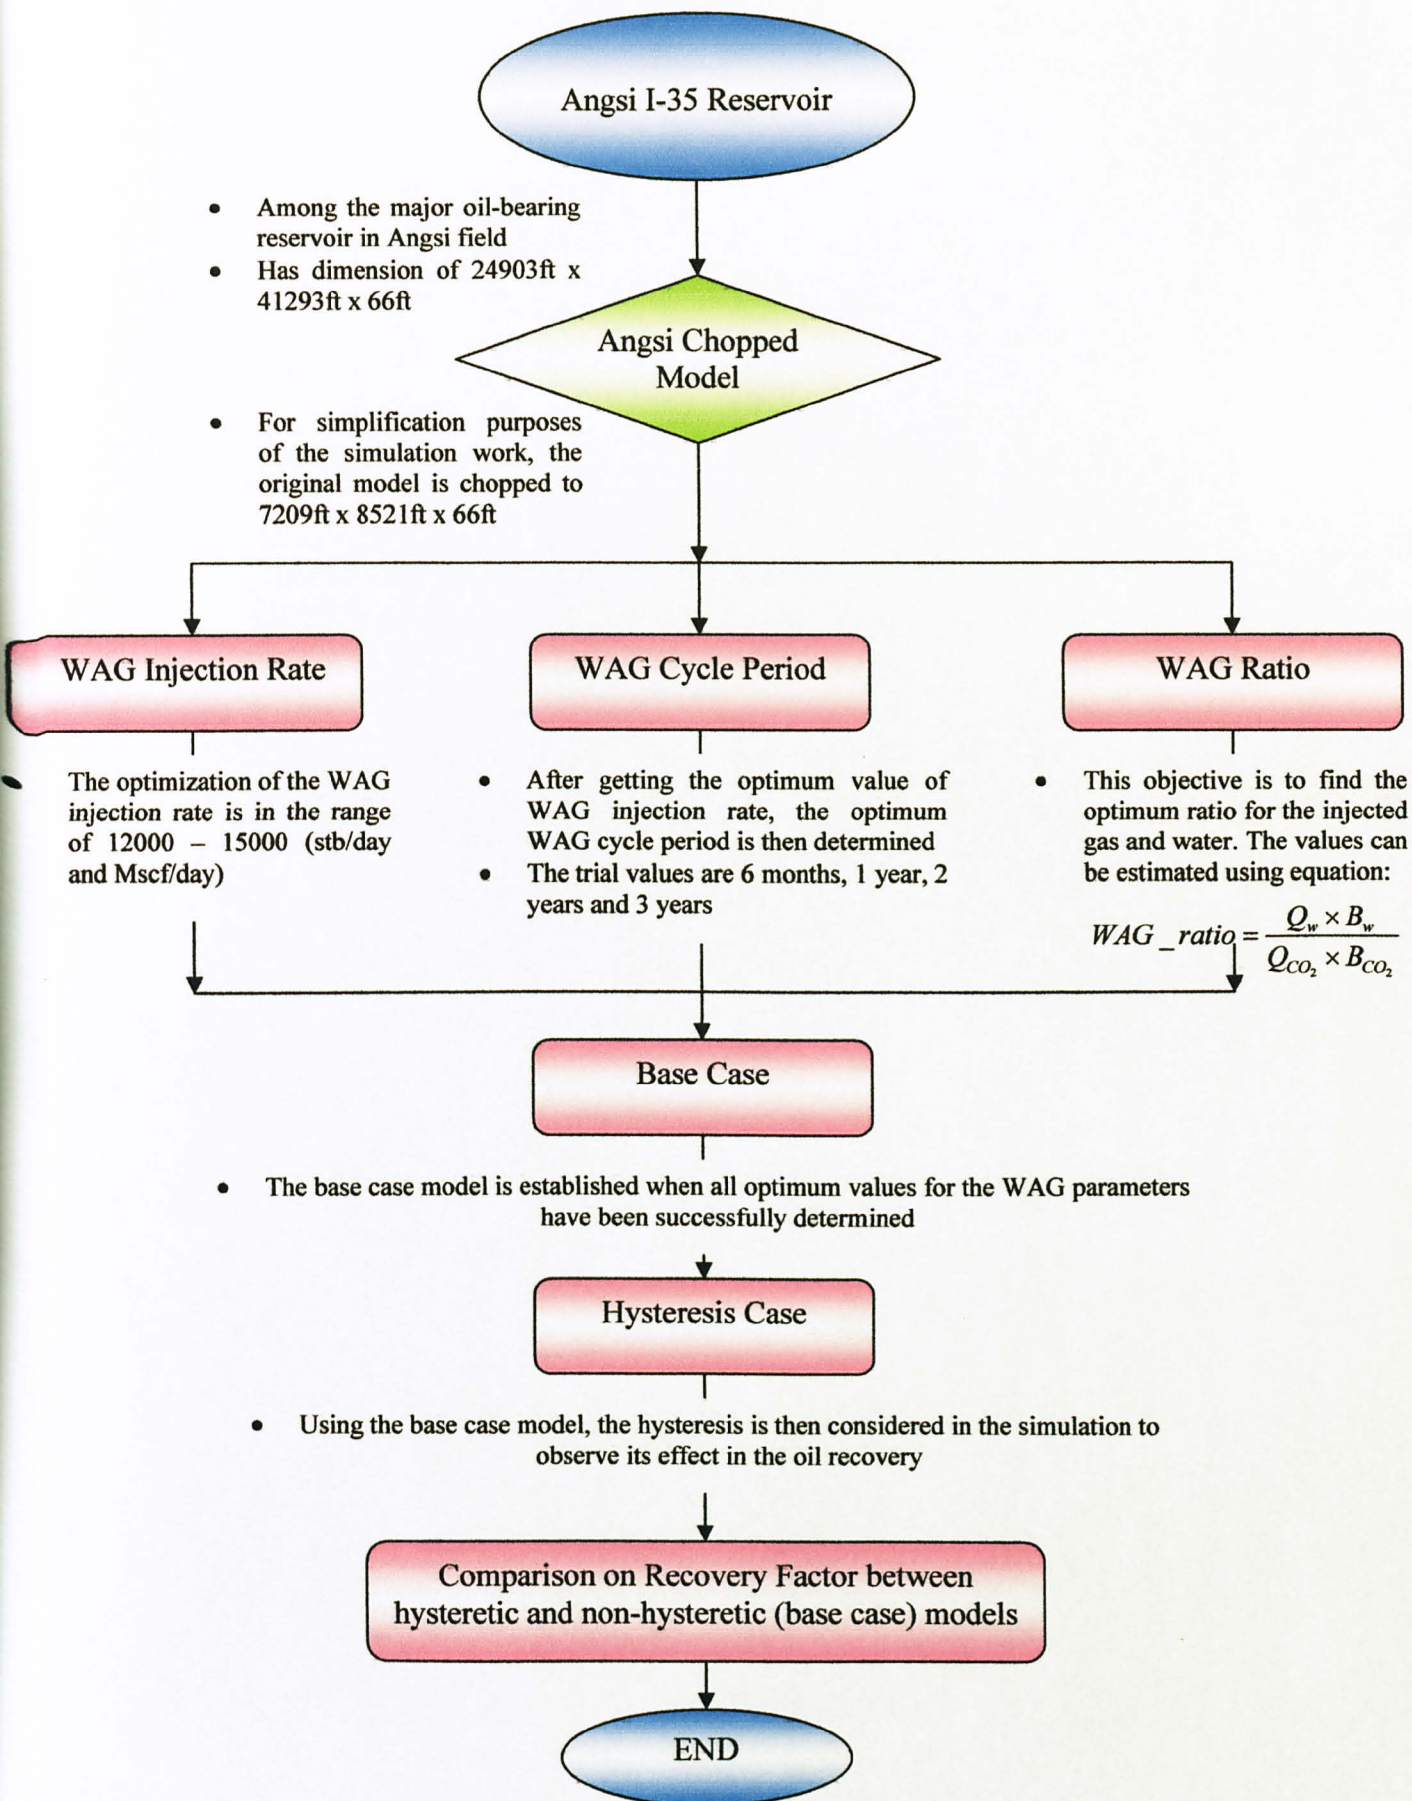 Angsi I-35 Reservoir
• Among the major oil-bearing
reservoir in Angsi field
• Has dimension of 24903ft x
41293ft x 66ft
Angsi Chopped
Model
• For simplification purposes
of the simulation work, the
original model is chopped to
7209ft x 8521ft x 66ft
WAG Injection Rate
• The optimization of the WAG
injection rate is in the range
of 12000 – 15000 (stb/day
and Mscf/day)
WAG Cycle Period
• After getting the optimum value of
WAG injection rate, the optimum
WAG cycle period is then determined
• The trial values are 6 months, 1 year, 2
years and 3 years
WAG Ratio
• This objective is to find the
optimum ratio for the injected
gas and water. The values can
be estimated using equation:
WAG_ratio = (Q_w × B_w) / (Q_CO₂ × B_CO₂)
Base Case
• The base case model is established when all optimum values for the WAG parameters
have been successfully determined
Hysteresis Case
• Using the base case model, the hysteresis is then considered in the simulation to
observe its effect in the oil recovery
Comparison on Recovery Factor between
hysteretic and non-hysteretic (base case) models
END